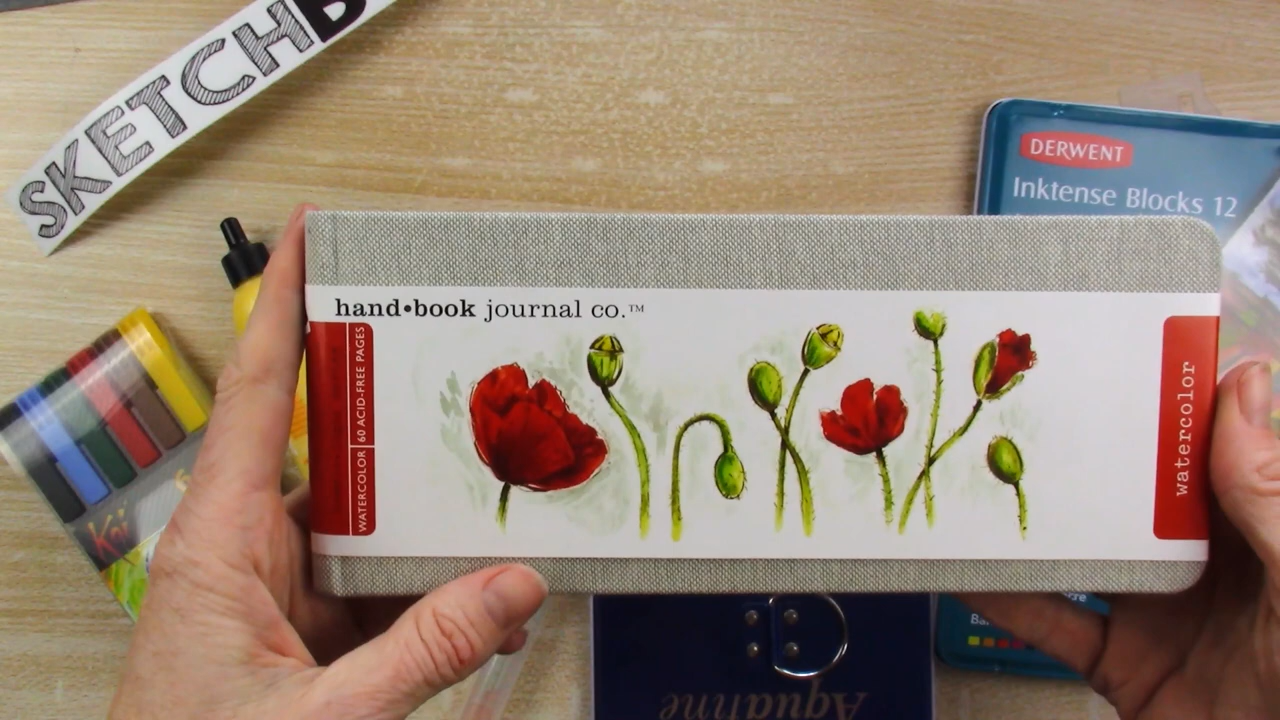 SKETCHB
DERWENT
Inktense Blocks 12
hand•book journal co.™
WATERCOLOR | 60 ACID-FREE PAGES
watercolor
Koi
Aquafine